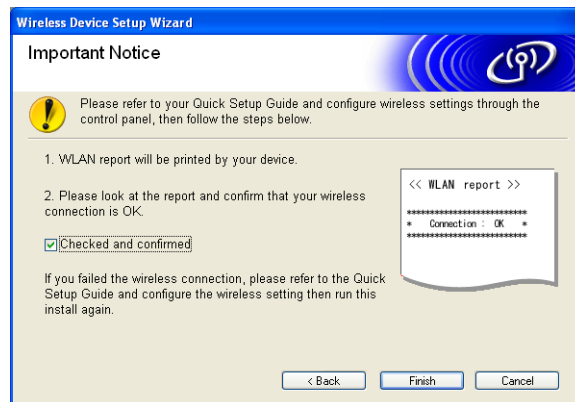 Wireless Device Setup Wizard
Important Notice
Please refer to your Quick Setup Guide and configure wireless settings through the
control panel, then follow the steps below.
1. WLAN report will be printed by your device.
2. Please look at the report and confirm that your wireless
connection is OK.
Checked and confirmed
If you failed the wireless connection, please refer to the Quick
Setup Guide and configure the wireless setting then run this
install again.
<< WLAN report >>
****************************
* Connection : OK *
****************************
< Back
Finish
Cancel